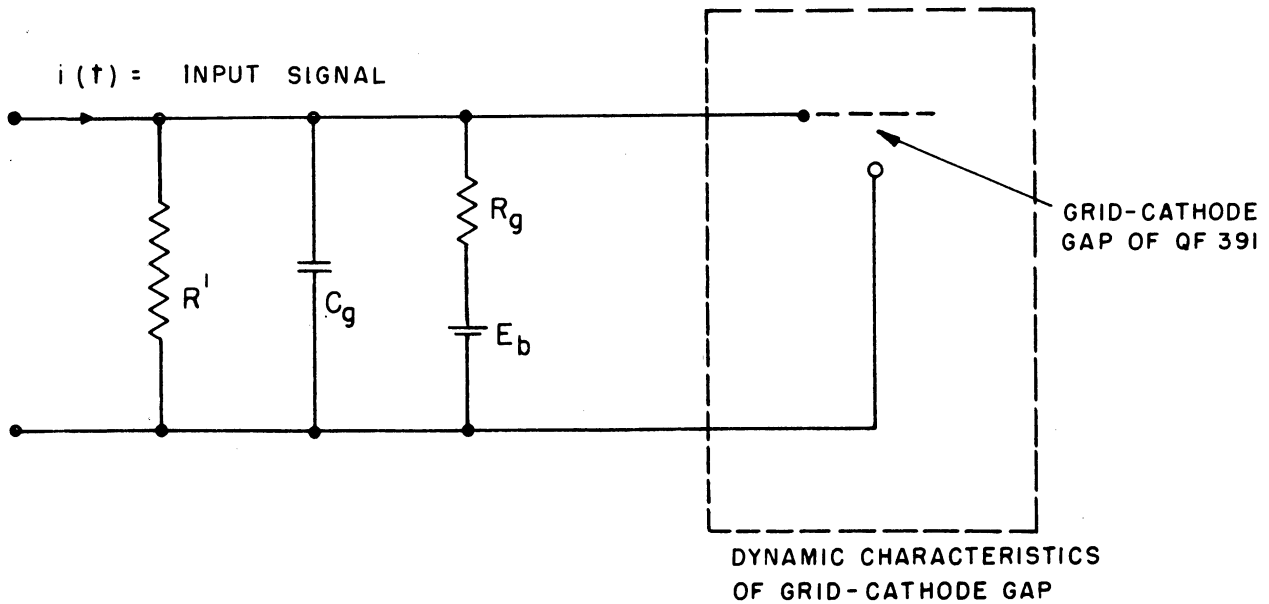 i(t) = INPUT SIGNAL
R'
Cg
Rg
Eb
GRID-CATHODE
GAP OF QF 391
DYNAMIC CHARACTERISTICS
OF GRID-CATHODE GAP